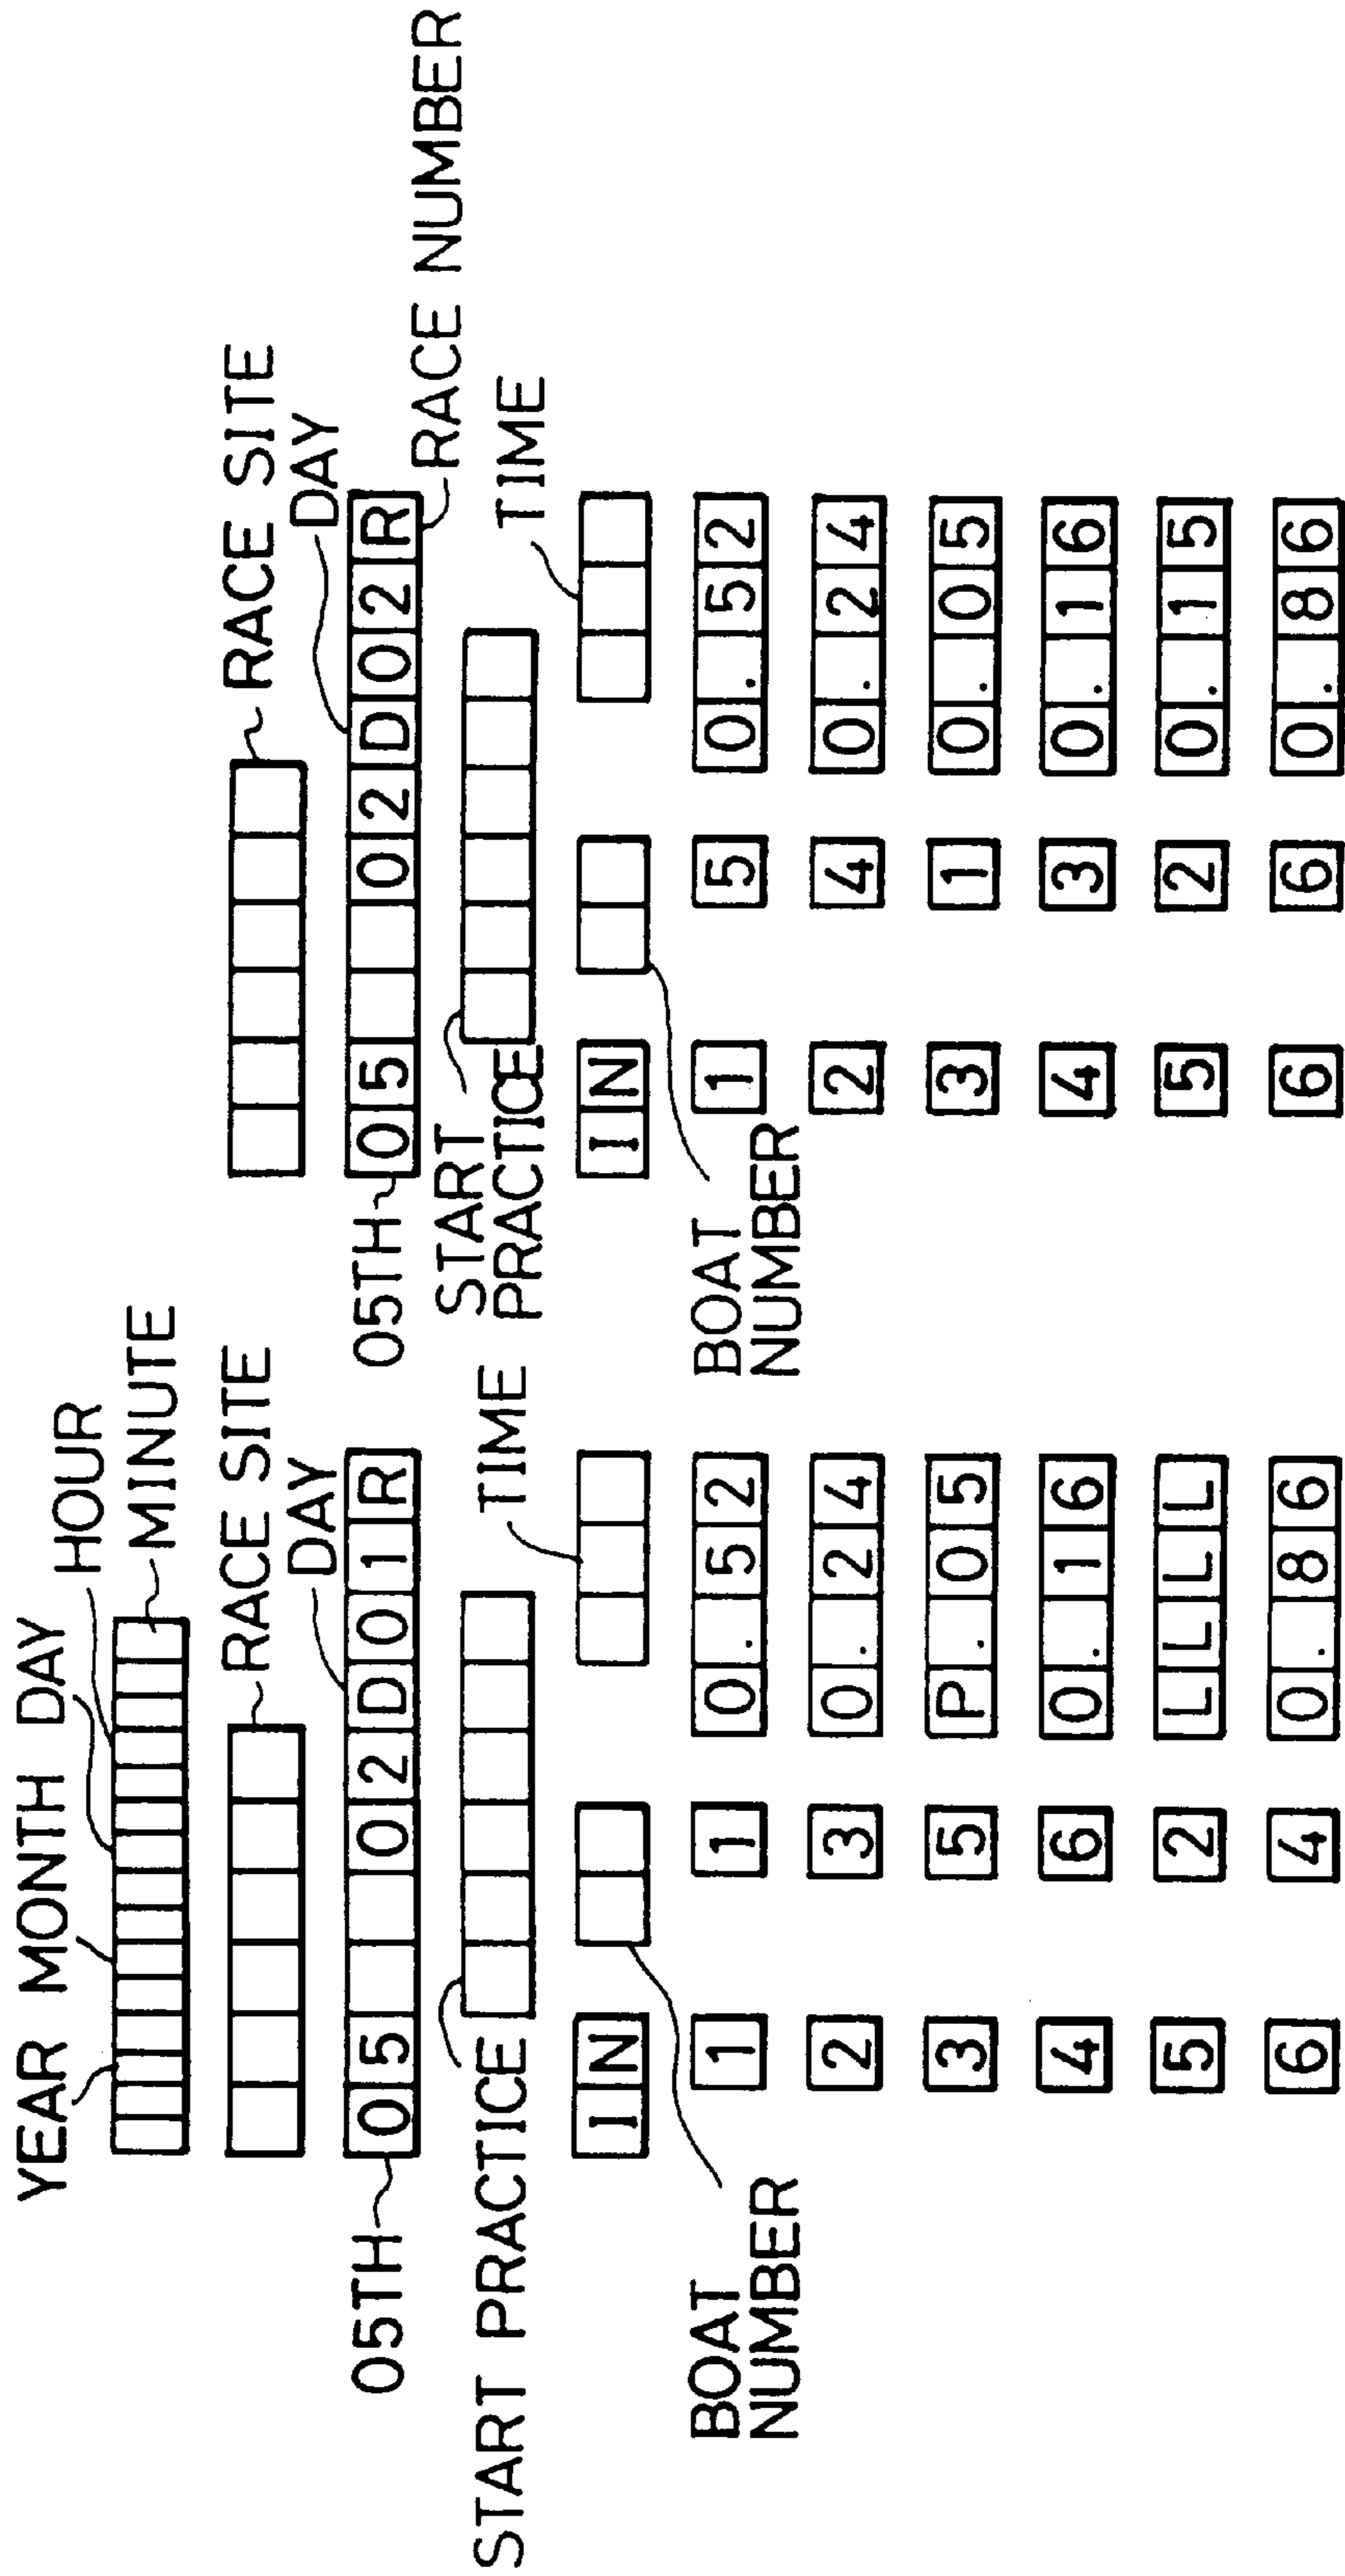 YEAR MONTH DAY
HOUR
MINUTE
RACE SITE
DAY
05TH
05 02D01R
START PRACTICE
TIME
IN
BOAT
NUMBER
1 1 0.52
2 3 0.24
3 5 P.05
4 6 0.16
5 2 LLLL
6 4 0.86
RACE SITE
DAY
05TH
05 02D02R
RACE NUMBER
START
PRACTICE
TIME
IN
BOAT
NUMBER
1 5 0.52
2 4 0.24
3 1 0.05
4 3 0.16
5 2 0.15
6 6 0.86